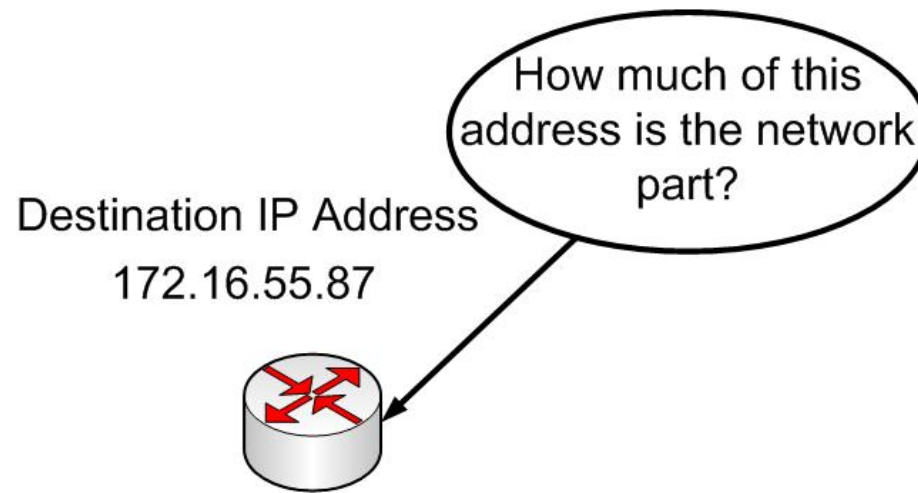 How much of this
address is the network
part?
Destination IP Address
172.16.55.87